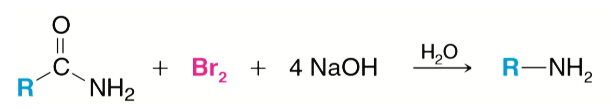 O
R C NH₂ + Br₂ + 4 NaOH H₂O → R—NH₂